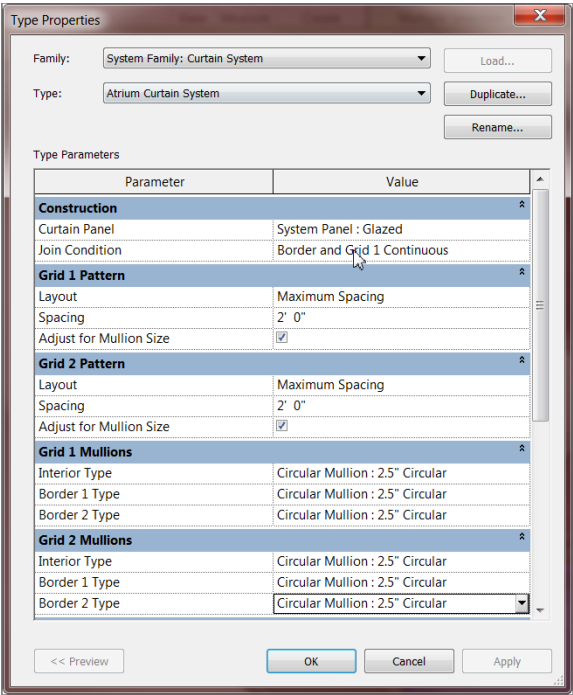 Type Properties
X
Family: System Family: Curtain System Load...
Type: Atrium Curtain System Duplicate...
Rename...
Type Parameters
Parameter Value
Construction
Curtain Panel System Panel : Glazed
Join Condition Border and Grid 1 Continuous
Grid 1 Pattern
Layout Maximum Spacing
Spacing 2' 0"
Adjust for Mullion Size
Grid 2 Pattern
Layout Maximum Spacing
Spacing 2' 0"
Adjust for Mullion Size
Grid 1 Mullions
Interior Type Circular Mullion : 2.5" Circular
Border 1 Type Circular Mullion : 2.5" Circular
Border 2 Type Circular Mullion : 2.5" Circular
Grid 2 Mullions
Interior Type Circular Mullion : 2.5" Circular
Border 1 Type Circular Mullion : 2.5" Circular
Border 2 Type Circular Mullion : 2.5" Circular
<< Preview OK Cancel Apply